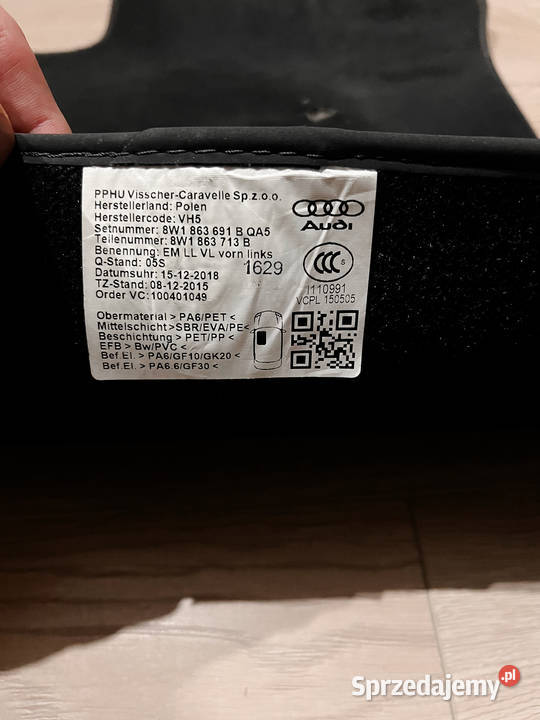 PPHU Visscher-Caravelle Sp.z.o.o.
Herstellerland: Polen
Herstellercode: VH5
Setnummer: 8W1 863 691 B QA5
Teilenummer: 8W1 863 713 B
Benennung: EM LL VL vorn links
Q-Stand: 05S
Datumsuhr: 15-12-2018
1629
TZ-Stand: 08-12-2015
Order VC: 100401049
Audi
CCC S
I110991
VCPL 150505
Obermaterial > PA6/PET <
Mittelschicht >SBR/EVA/PE<
Beschichtung > PET/PP <
EFB > Bw/PVC <
Bef.El. > PA6/GF10/GK20 <
Bef.El. > PA6.6/GF30 <
Sprzedajemy.pl